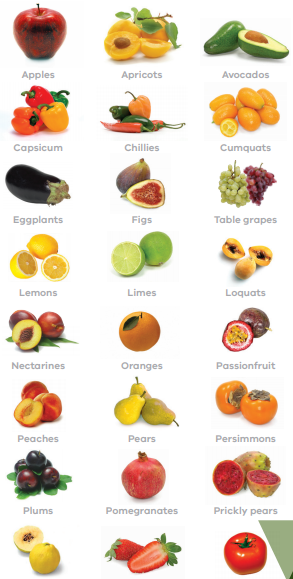 Apples Apricots Avocados
Capsicum Chillies Cumquats
Eggplants Figs Table grapes
Lemons Limes Loquats
Nectarines Oranges Passionfruit
Peaches Pears Persimmons
Plums Pomegranates Prickly pears